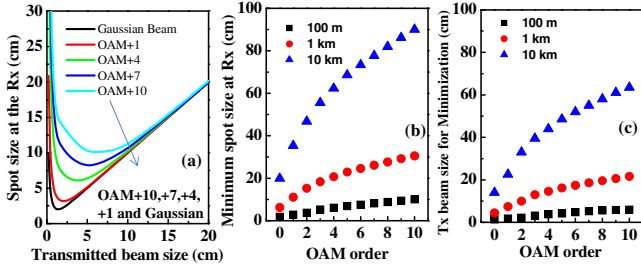 Spot size at the Rx (cm)
30
25
20
15
10
5
0
0 5 10 15 20
Transmitted beam size (cm)
Gaussian Beam
OAM+1
OAM+4
OAM+7
OAM+10
(a)
OAM+10,+7,+4,
+1 and Gaussian
Minimum spot size at Rx (cm)
100
80
60
40
20
0
0 2 4 6 8 10
OAM order
100 m
1 km
10 km
(b)
Tx beam size for Minimization (cm)
100
80
60
40
20
0
0 2 4 6 8 10
OAM order
100 m
1 km
10 km
(c)